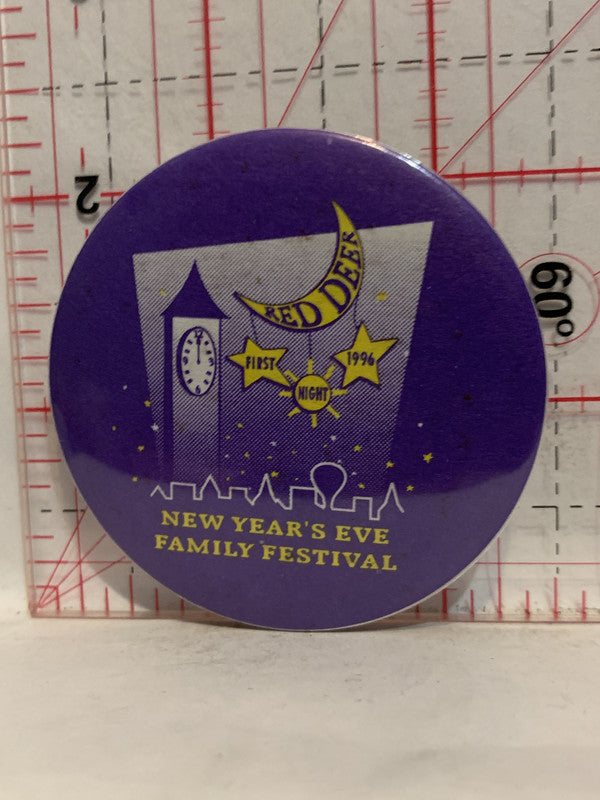 2
60°
RED DEER
FIRST
NIGHT
1996
NEW YEAR'S EVE
FAMILY FESTIVAL